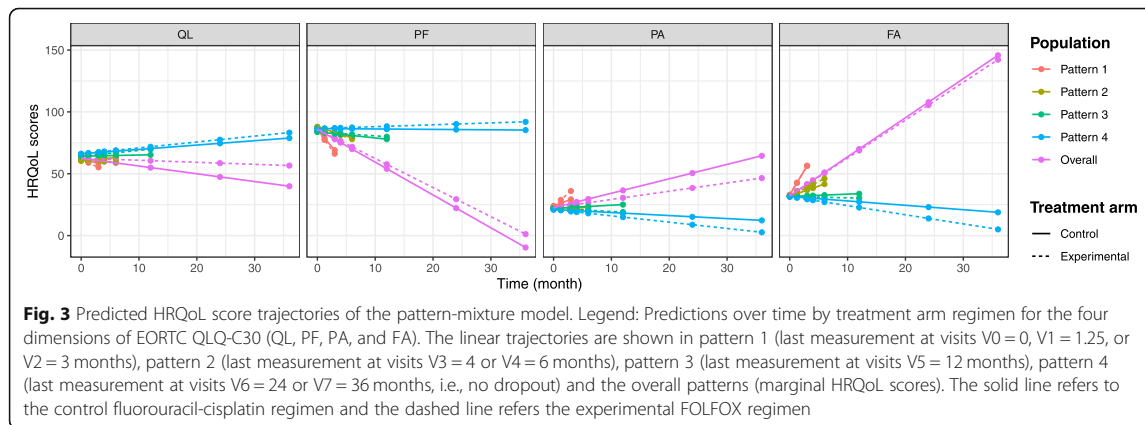 QL PF PA FA
150
100
50
0
HRQoL scores
0 10 20 30 0 10 20 30 0 10 20 30 0 10 20 30
Time (month)
Population
Pattern 1
Pattern 2
Pattern 3
Pattern 4
Overall
Treatment arm
Control
Experimental
Fig. 3 Predicted HRQoL score trajectories of the pattern-mixture model. Legend: Predictions over time by treatment arm regimen for the four
dimensions of EORTC QLQ-C30 (QL, PF, PA, and FA). The linear trajectories are shown in pattern 1 (last measurement at visits V0 = 0, V1 = 1.25, or
V2 = 3 months), pattern 2 (last measurement at visits V3 = 4 or V4 = 6 months), pattern 3 (last measurement at visits V5 = 12 months), pattern 4
(last measurement at visits V6 = 24 or V7 = 36 months, i.e., no dropout) and the overall patterns (marginal HRQoL scores). The solid line refers to
the control fluorouracil-cisplatin regimen and the dashed line refers the experimental FOLFOX regimen